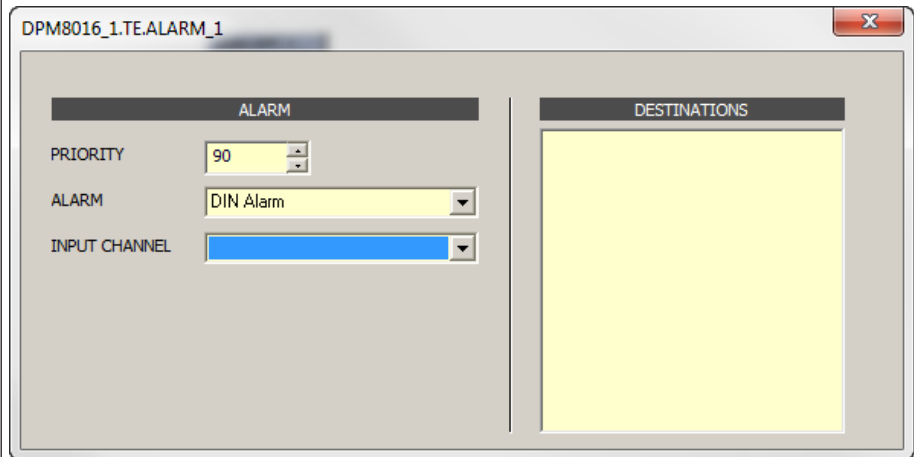 DPM8016_1.TE.ALARM_1
ALARM
PRIORITY 90
ALARM DIN Alarm
INPUT CHANNEL
DESTINATIONS